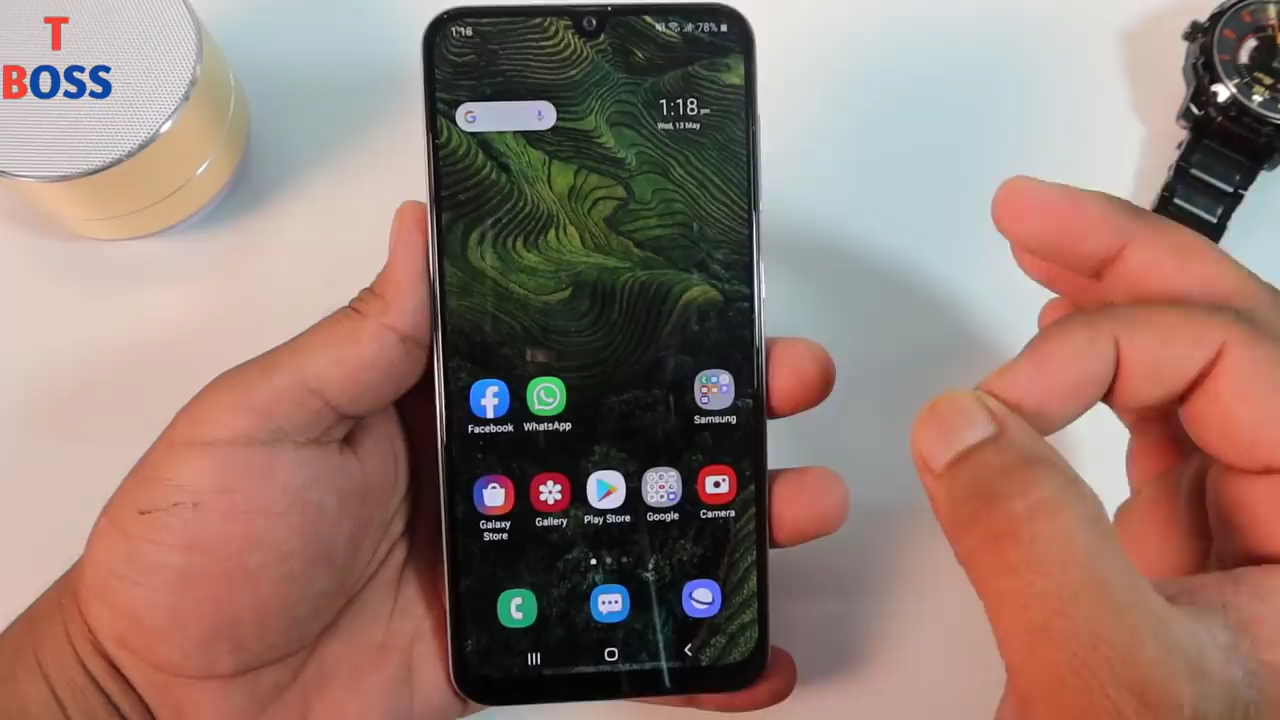 T
BOSS
1:18
78%
1:18 pm
Wed, 13 May
Facebook
WhatsApp
Samsung
Galaxy
Store
Gallery
Play Store
Google
Camera